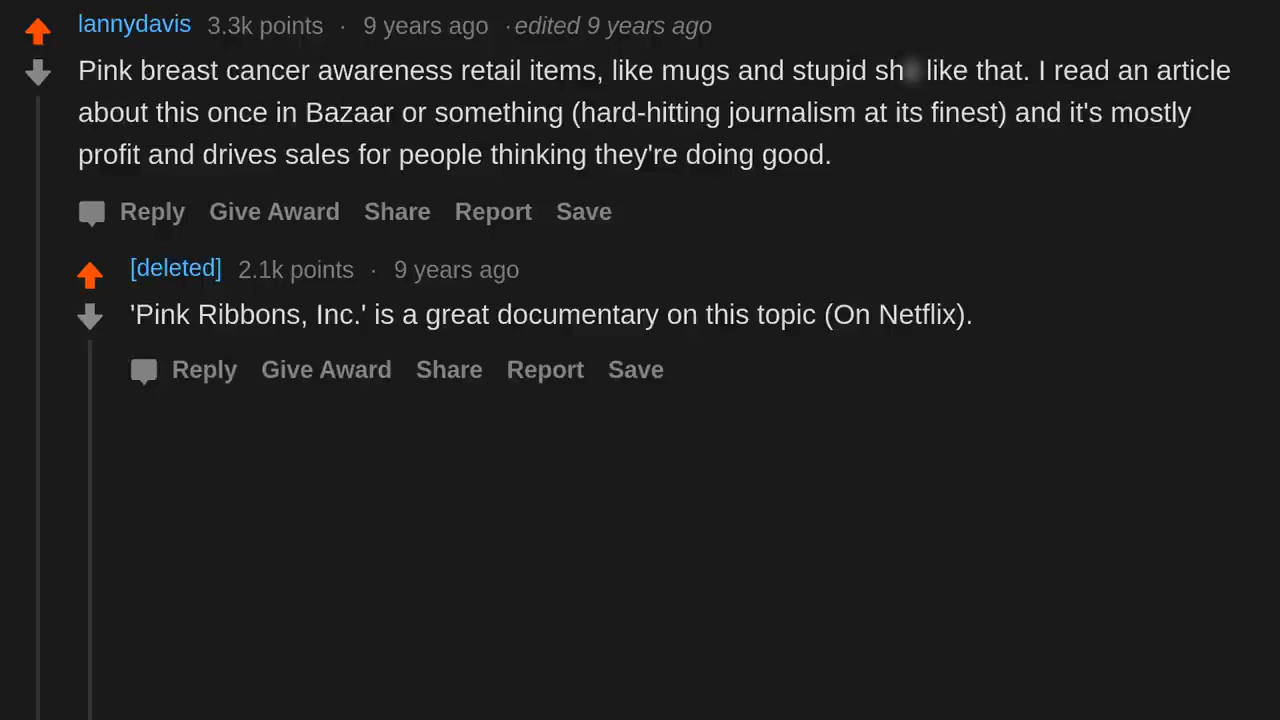 lannydavis 3.3k points · 9 years ago · edited 9 years ago
Pink breast cancer awareness retail items, like mugs and stupid sh like that. I read an article
about this once in Bazaar or something (hard-hitting journalism at its finest) and it's mostly
profit and drives sales for people thinking they're doing good.
Reply Give Award Share Report Save
[deleted] 2.1k points · 9 years ago
'Pink Ribbons, Inc.' is a great documentary on this topic (On Netflix).
Reply Give Award Share Report Save